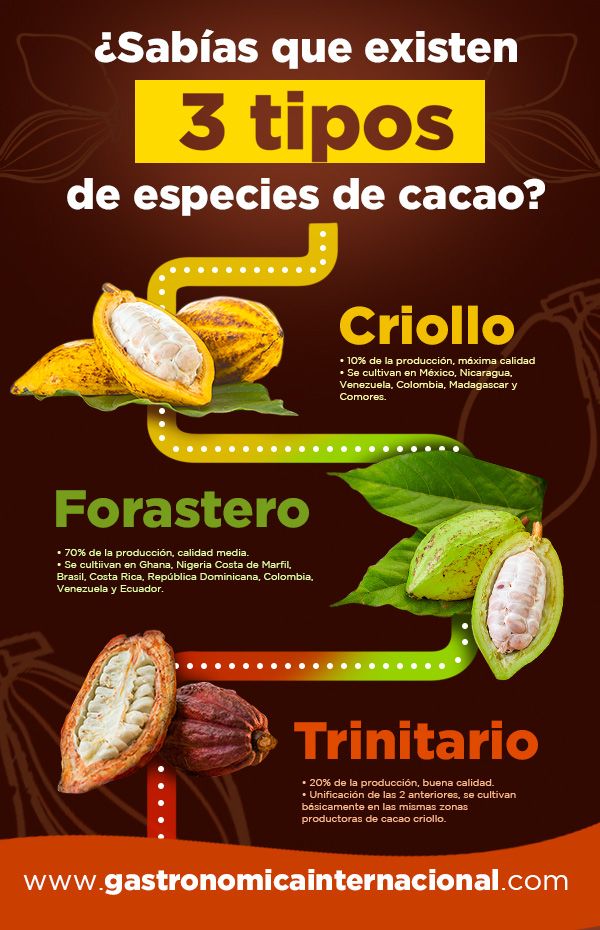 ¿Sabías que existen
3 tipos
de especies de cacao?
Criollo
• 10% de la producción, máxima calidad
• Se cultivan en México, Nicaragua,
Venezuela, Colombia, Madagascar y
Comores.
Forastero
• 70% de la producción, calidad media.
• Se cultiivan en Ghana, Nigeria Costa de Marfil,
Brasil, Costa Rica, República Dominicana, Colombia,
Venezuela y Ecuador.
Trinitario
• 20% de la producción, buena calidad.
• Unificación de las 2 anteriores, se cultivan
básicamente en las mismas zonas
productoras de cacao criollo.
www.gastronomicainternacional.com